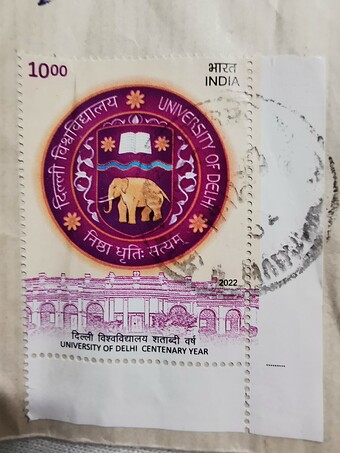 10.00
भारत
INDIA
दिल्ली विश्वविद्यालय
UNIVERSITY OF DELHI
निष्ठा धृतिः सत्यम्
2022
दिल्ली विश्वविद्यालय शताब्दी वर्ष
UNIVERSITY OF DELHI CENTENARY YEAR